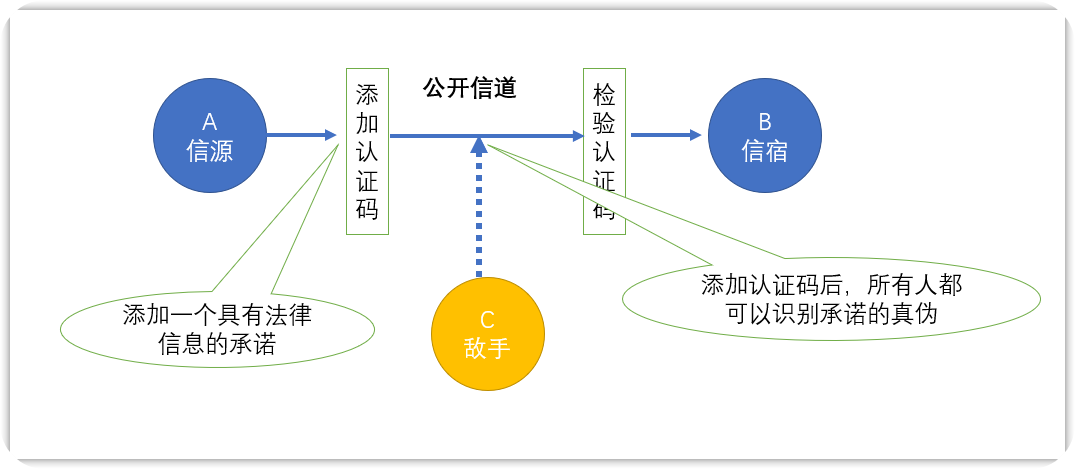 公开信道
A
信源
添
加
认
证
码
检
验
认
证
码
B
信宿
添加一个具有法律
信息的承诺
C
敌手
添加认证码后，所有人都
可以识别承诺的真伪